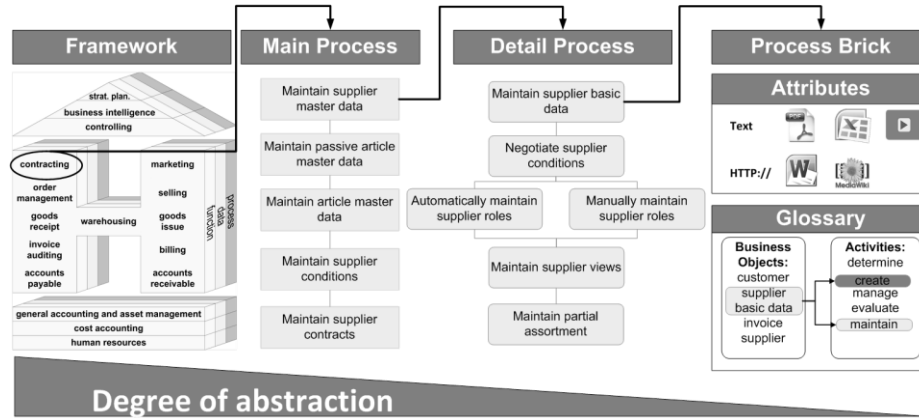 Framework
Main Process
Detail Process
Process Brick
strat. plan.
business intelligence
controlling
contracting
marketing
order
management
selling
goods
receipt
warehousing
goods
issue
invoice
auditing
billing
accounts
payable
accounts
receivable
process
data
function
general accounting and asset management
cost accounting
human resources
Maintain supplier
master data
Maintain passive article
master data
Maintain article master
data
Maintain supplier
conditions
Maintain supplier
contracts
Maintain supplier basic
data
Negotiate supplier
conditions
Automatically maintain
supplier roles
Manually maintain
supplier roles
Maintain supplier views
Maintain partial
assortment
Attributes
Text
HTTP://
MediaWiki
Glossary
Business
Objects:
customer
supplier
basic data
invoice
supplier
Activities:
determine
create
manage
evaluate
maintain
Degree of abstraction